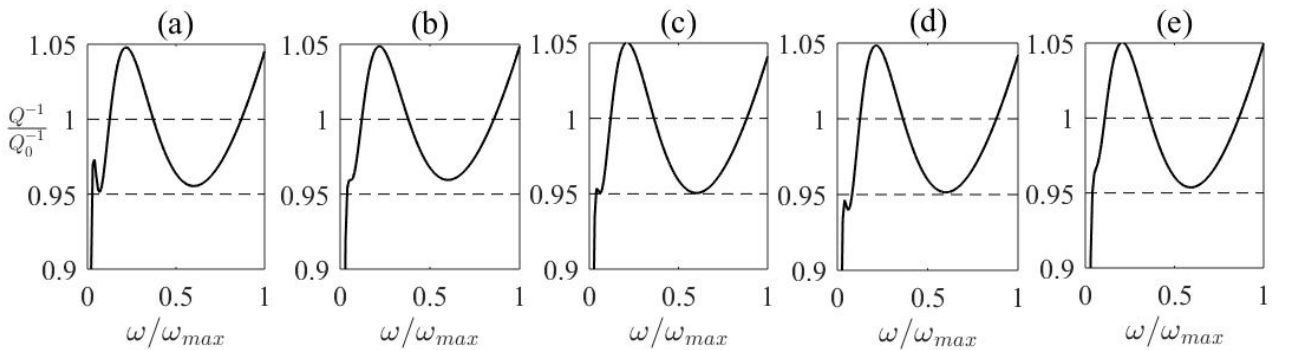 (a) (b) (c) (d) (e)
1.05 1.05 1.05 1.05 1.05
Q^{-1}/Q_0^{-1} 1 1 1 1 1
0.95 0.95 0.95 0.95 0.95
0.9 0.9 0.9 0.9 0.9
0 0.5 1 0 0.5 1 0 0.5 1 0 0.5 1 0 0.5 1
ω/ω_{max} ω/ω_{max} ω/ω_{max} ω/ω_{max} ω/ω_{max}